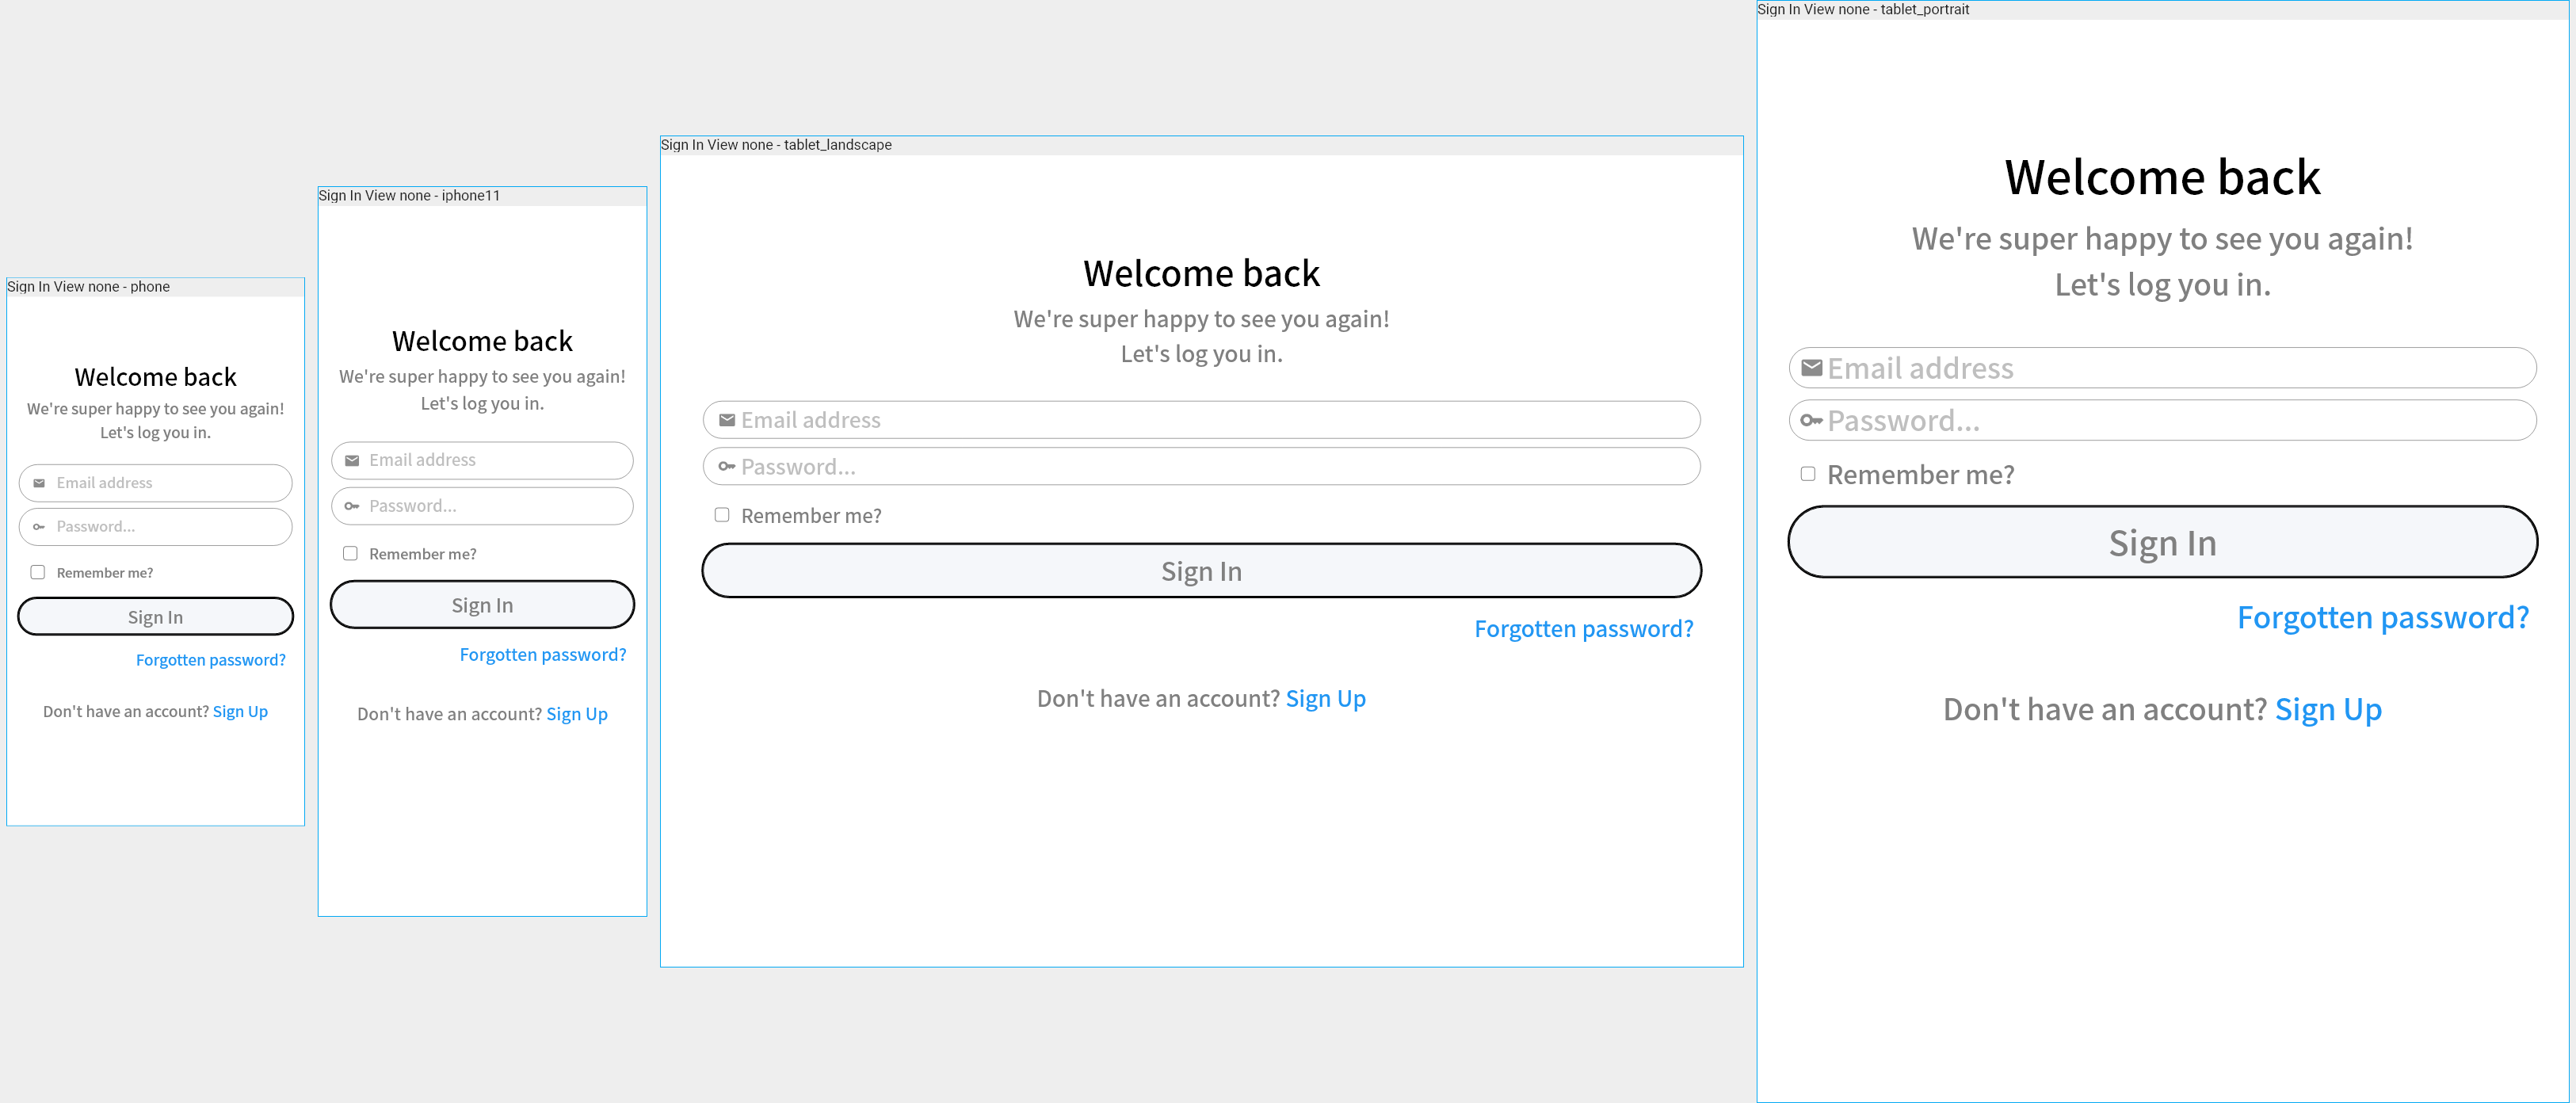 Sign In View none - phone
Welcome back
We're super happy to see you again!
Let's log you in.
Email address
Password...
Remember me?
Sign In
Forgotten password?
Don't have an account? Sign Up
Sign In View none - iphone11
Welcome back
We're super happy to see you again!
Let's log you in.
Email address
Password...
Remember me?
Sign In
Forgotten password?
Don't have an account? Sign Up
Sign In View none - tablet_landscape
Welcome back
We're super happy to see you again!
Let's log you in.
Email address
Password...
Remember me?
Sign In
Forgotten password?
Don't have an account? Sign Up
Sign In View none - tablet_portrait
Welcome back
We're super happy to see you again!
Let's log you in.
Email address
Password...
Remember me?
Sign In
Forgotten password?
Don't have an account? Sign Up